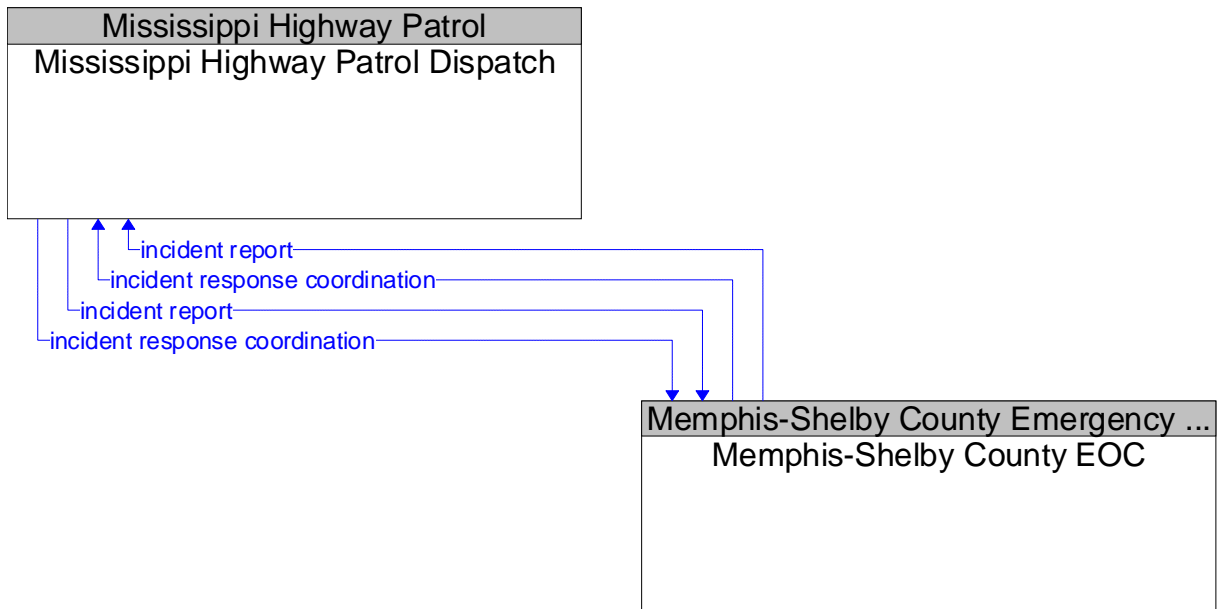 Mississippi Highway Patrol
Mississippi Highway Patrol Dispatch
incident report
incident response coordination
incident report
incident response coordination
Memphis-Shelby County Emergency ...
Memphis-Shelby County EOC